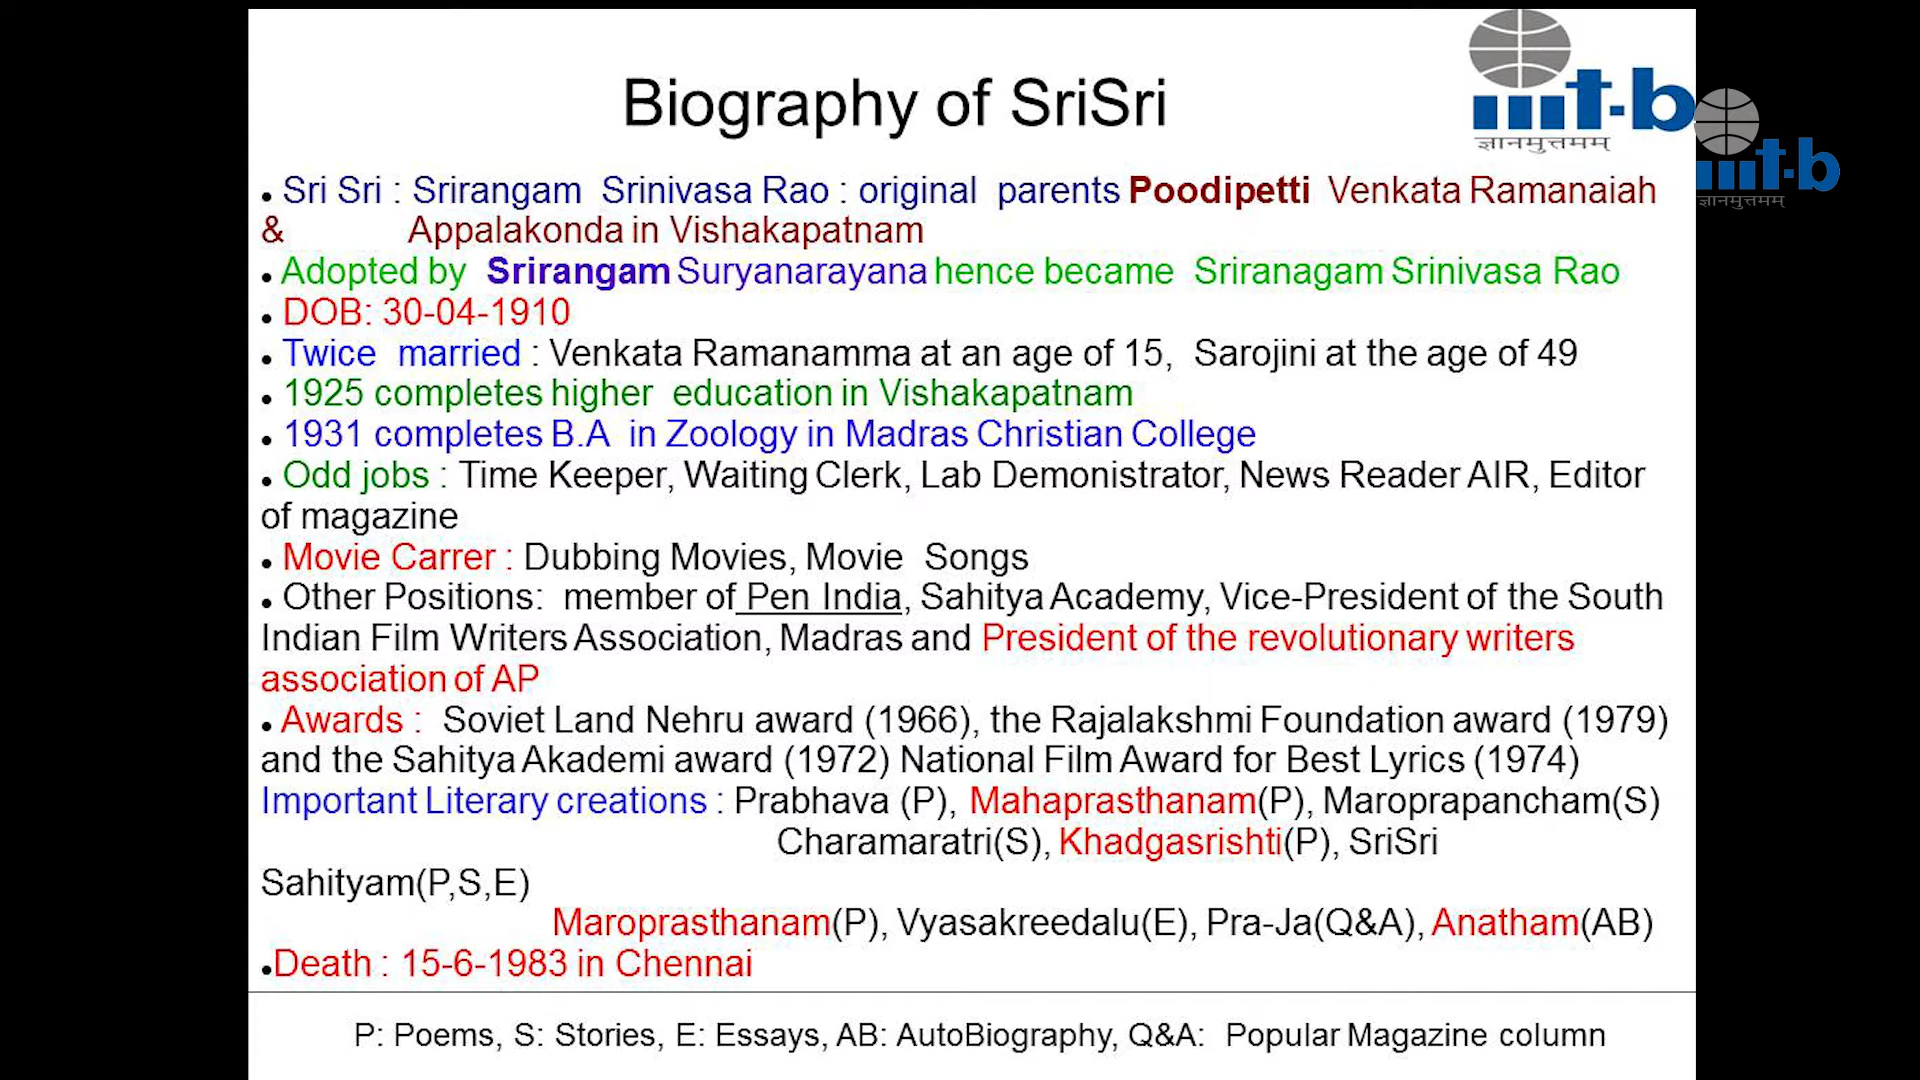 Biography of SriSri
iiit-b
ज्ञानमुत्तमम्
iiit-b
ज्ञानमुत्तमम्
• Sri Sri : Srirangam Srinivasa Rao : original parents Poodipetti Venkata Ramanaiah
& Appalakonda in Vishakapatnam
• Adopted by Srirangam Suryanarayana hence became Sriranagam Srinivasa Rao
• DOB: 30-04-1910
• Twice married : Venkata Ramanamma at an age of 15, Sarojini at the age of 49
• 1925 completes higher education in Vishakapatnam
• 1931 completes B.A in Zoology in Madras Christian College
• Odd jobs : Time Keeper, Waiting Clerk, Lab Demonistrator, News Reader AIR, Editor
of magazine
• Movie Carrer : Dubbing Movies, Movie Songs
• Other Positions: member of Pen India, Sahitya Academy, Vice-President of the South
Indian Film Writers Association, Madras and President of the revolutionary writers
association of AP
• Awards : Soviet Land Nehru award (1966), the Rajalakshmi Foundation award (1979)
and the Sahitya Akademi award (1972) National Film Award for Best Lyrics (1974)
Important Literary creations : Prabhava (P), Mahaprasthanam(P), Maroprapancham(S)
Charamaratri(S), Khadgasrishti(P), SriSri
Sahityam(P,S,E)
Maroprasthanam(P), Vyasakreedalu(E), Pra-Ja(Q&A), Anatham(AB)
•Death : 15-6-1983 in Chennai
P: Poems, S: Stories, E: Essays, AB: AutoBiography, Q&A: Popular Magazine column